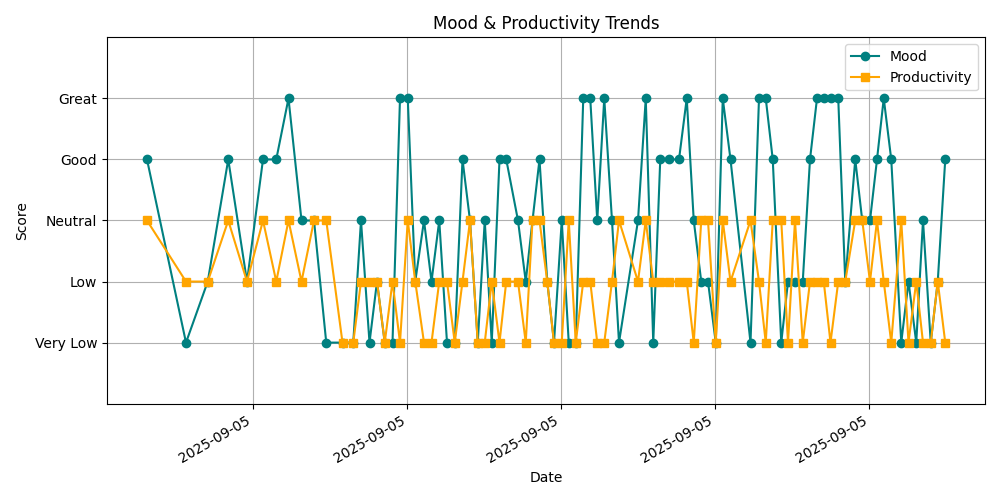 Mood & Productivity Trends
Mood
Productivity
Great
Good
Neutral
Low
Very Low
Score
2025-09-05
2025-09-05
2025-09-05
2025-09-05
2025-09-05
Date